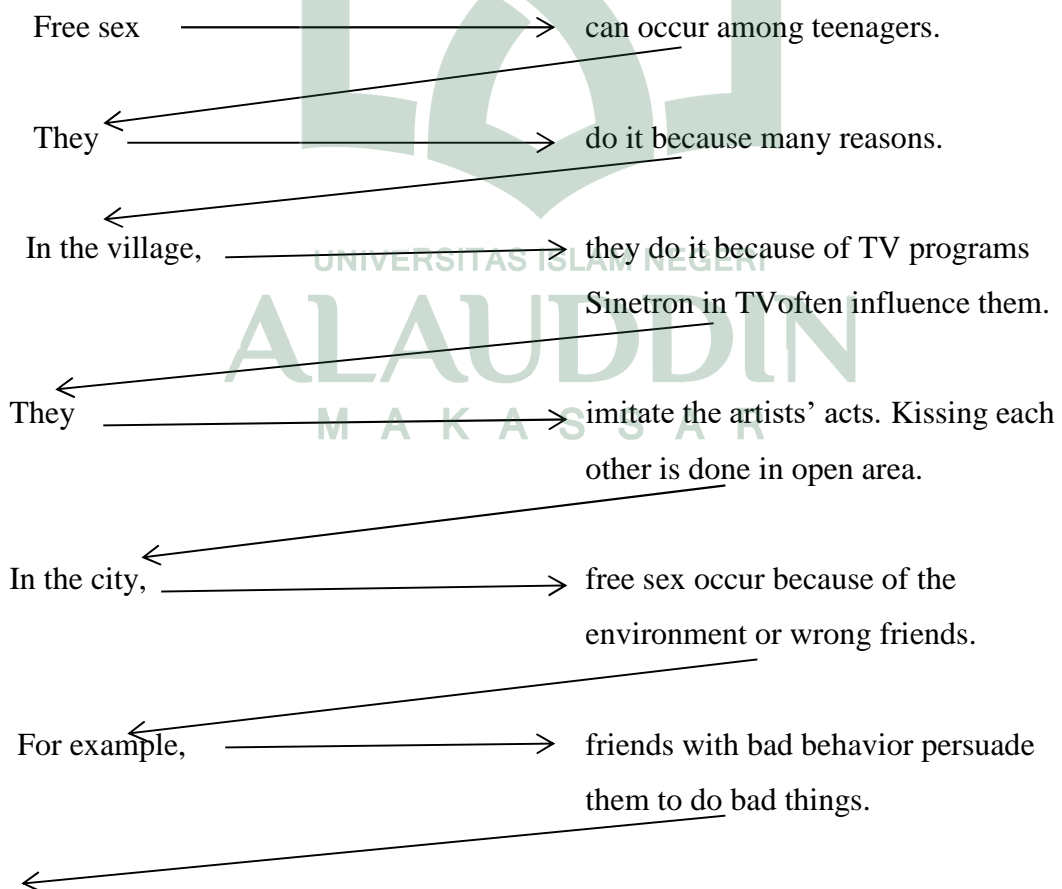 Free sex can occur among teenagers.
They do it because many reasons.
In the village, they do it because of TV programs
Sinetron in TVoften influence them.
They imitate the artists’ acts. Kissing each
other is done in open area.
In the city, free sex occur because of the
environment or wrong friends.
For example, friends with bad behavior persuade
them to do bad things.
UNIVERSITAS ISLAM NEGERI
ALAUDDIN
MAKASSAR